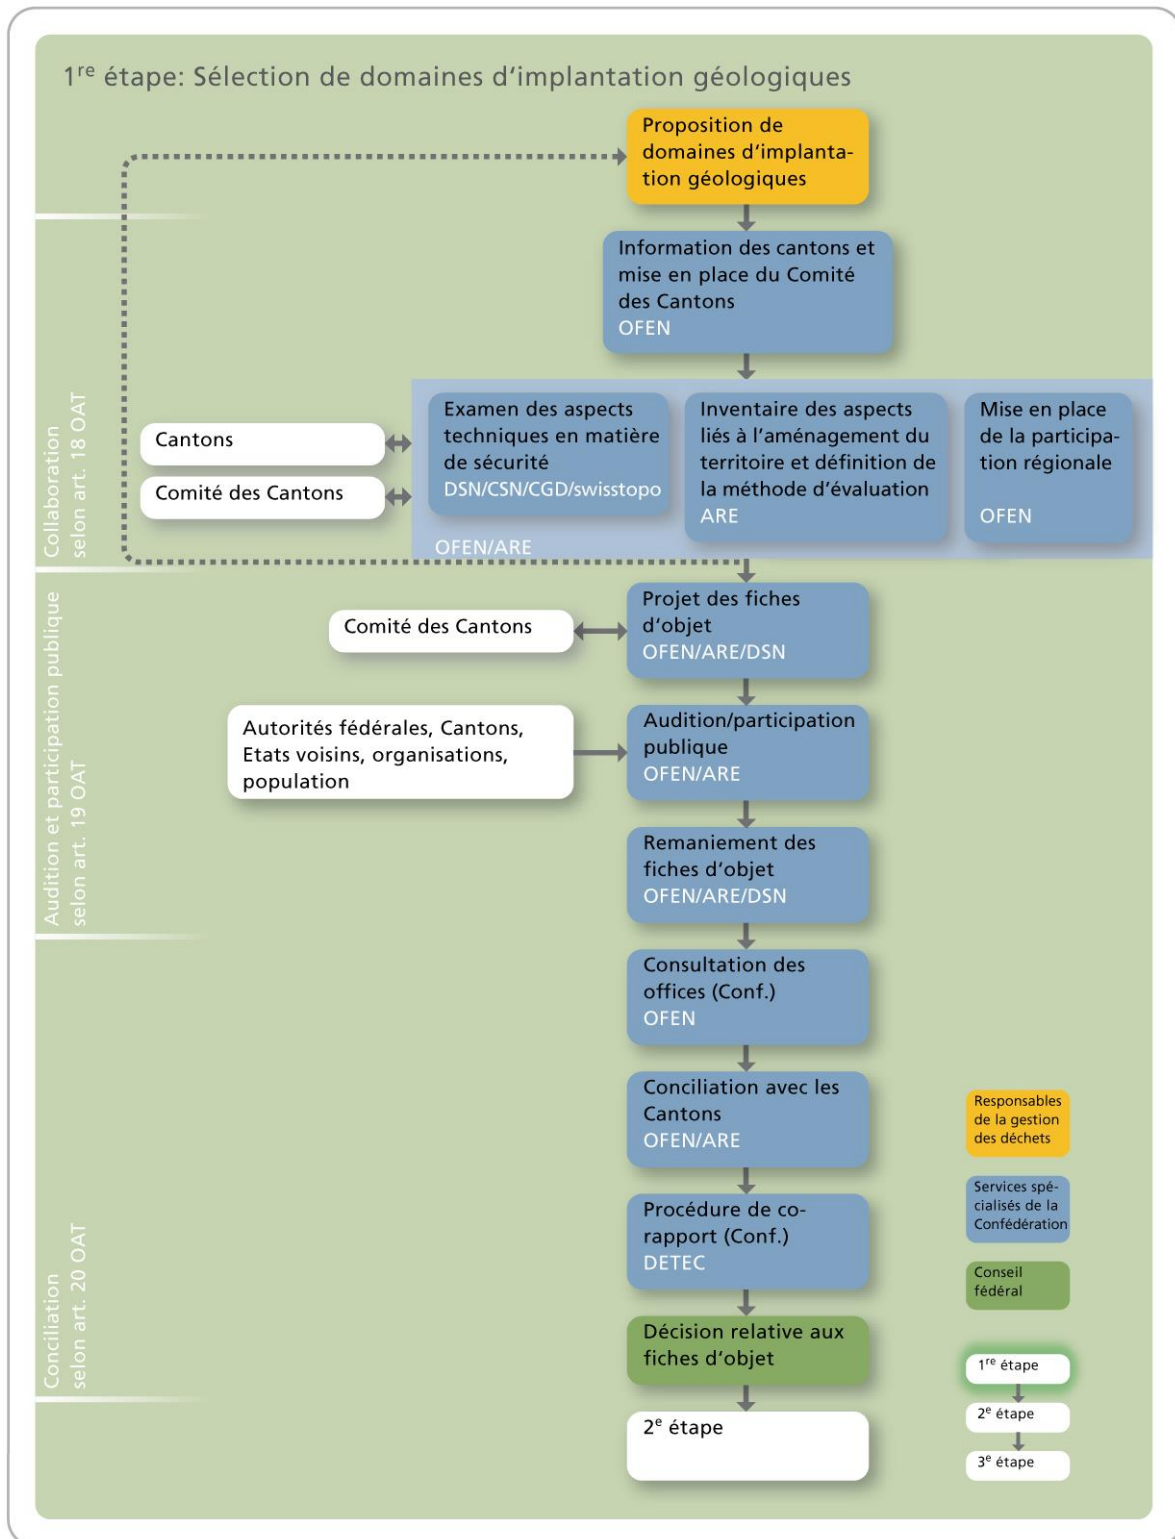 1re étape: Sélection de domaines d'implantation géologiques
Proposition de
domaines d'implanta-
tion géologiques
Information des cantons et
mise en place du Comité
des Cantons
OFEN
Collaboration
selon art. 18 OAT
Cantons
Comité des Cantons
Examen des aspects
techniques en matière
de sécurité
DSN/CSN/CGD/swisstopo
Inventaire des aspects
liés à l'aménagement du
territoire et définition de
la méthode d'évaluation
ARE
Mise en place
de la participa-
tion régionale
OFEN
OFEN/ARE
Audition et participation publique
selon art. 19 OAT
Comité des Cantons
Projet des fiches
d'objet
OFEN/ARE/DSN
Autorités fédérales, Cantons,
Etats voisins, organisations,
population
Audition/participation
publique
OFEN/ARE
Remaniement des
fiches d'objet
OFEN/ARE/DSN
Conciliation
selon art. 20 OAT
Consultation des
offices (Conf.)
OFEN
Conciliation avec les
Cantons
OFEN/ARE
Procédure de co-
rapport (Conf.)
DETEC
Décision relative aux
fiches d'objet
2e étape
Responsables
de la gestion
des déchets
Services spé-
cialisés de la
Confédération
Conseil
fédéral
1re étape
2e étape
3e étape